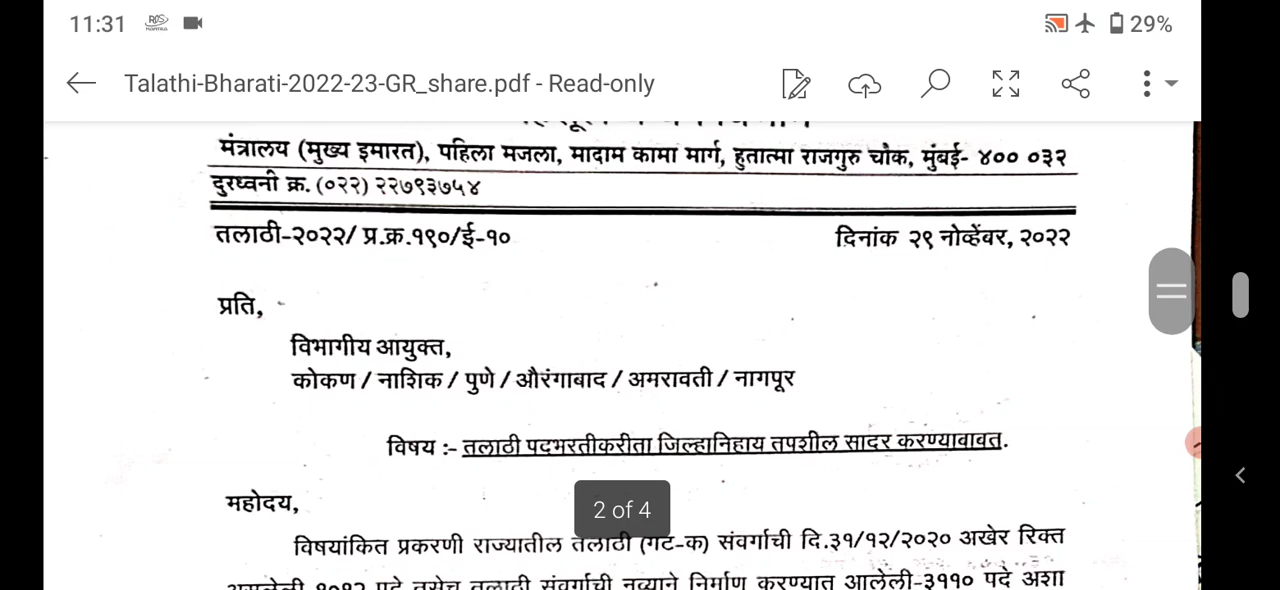 11:31
29%
Talathi-Bharati-2022-23-GR_share.pdf - Read-only
मंत्रालय (मुख्य इमारत), पहिला मजला, मादाम कामा मार्ग, हुतात्मा राजगुरु चौक, मुंबई- ४०० ०३२
दुरध्वनी क्र. (०२२) २२७९३७५४
तलाठी-२०२२/ प्र.क्र.१९०/ई-१० दिनांक २९ नोव्हेंबर, २०२२
प्रति,
विभागीय आयुक्त,
कोकण / नाशिक / पुणे / औरंगाबाद / अमरावती / नागपूर
विषय :- तलाठी पदभरतीकरीता जिल्हानिहाय तपशील सादर करण्याबाबत.
महोदय,
2 of 4
विषयांकित प्रकरणी राज्यातील तलाठी (गट-क) संवर्गाची दि.३१/१२/२०२० अखेर रिक्त
पदे तसेच तलाठी संवर्गाची नव्याने निर्माण करण्यात आलेली-३११० पदे अशा